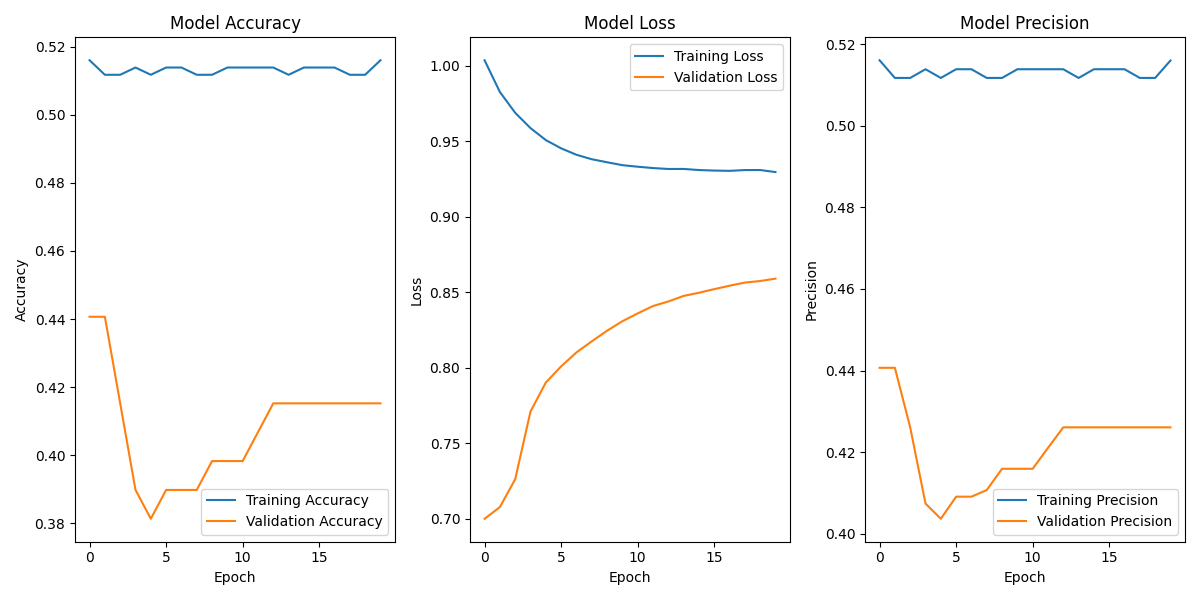 Model Accuracy
0.52
0.50
0.48
0.46
0.44
0.42
0.40
0.38
Accuracy
0
5
10
15
Epoch
Training Accuracy
Validation Accuracy
Model Loss
1.00
0.95
0.90
0.85
0.80
0.75
0.70
Loss
0
5
10
15
Epoch
Training Loss
Validation Loss
Model Precision
0.52
0.50
0.48
0.46
0.44
0.42
0.40
Precision
0
5
10
15
Epoch
Training Precision
Validation Precision